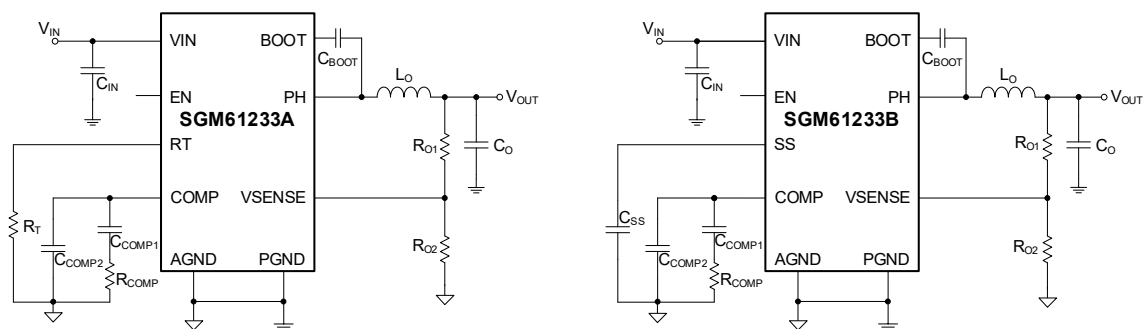 VIN
VIN
BOOT
CBOOT
CIN
LO
EN
PH
VOUT
SGM61233A
RT
RO1
CO
COMP
VSENSE
RT
CCOMP1
CCOMP2
RCOMP
RO2
AGND
PGND
VIN
VIN
BOOT
CBOOT
CIN
LO
EN
PH
VOUT
SGM61233B
SS
RO1
CO
COMP
VSENSE
CSS
CCOMP1
CCOMP2
RCOMP
RO2
AGND
PGND